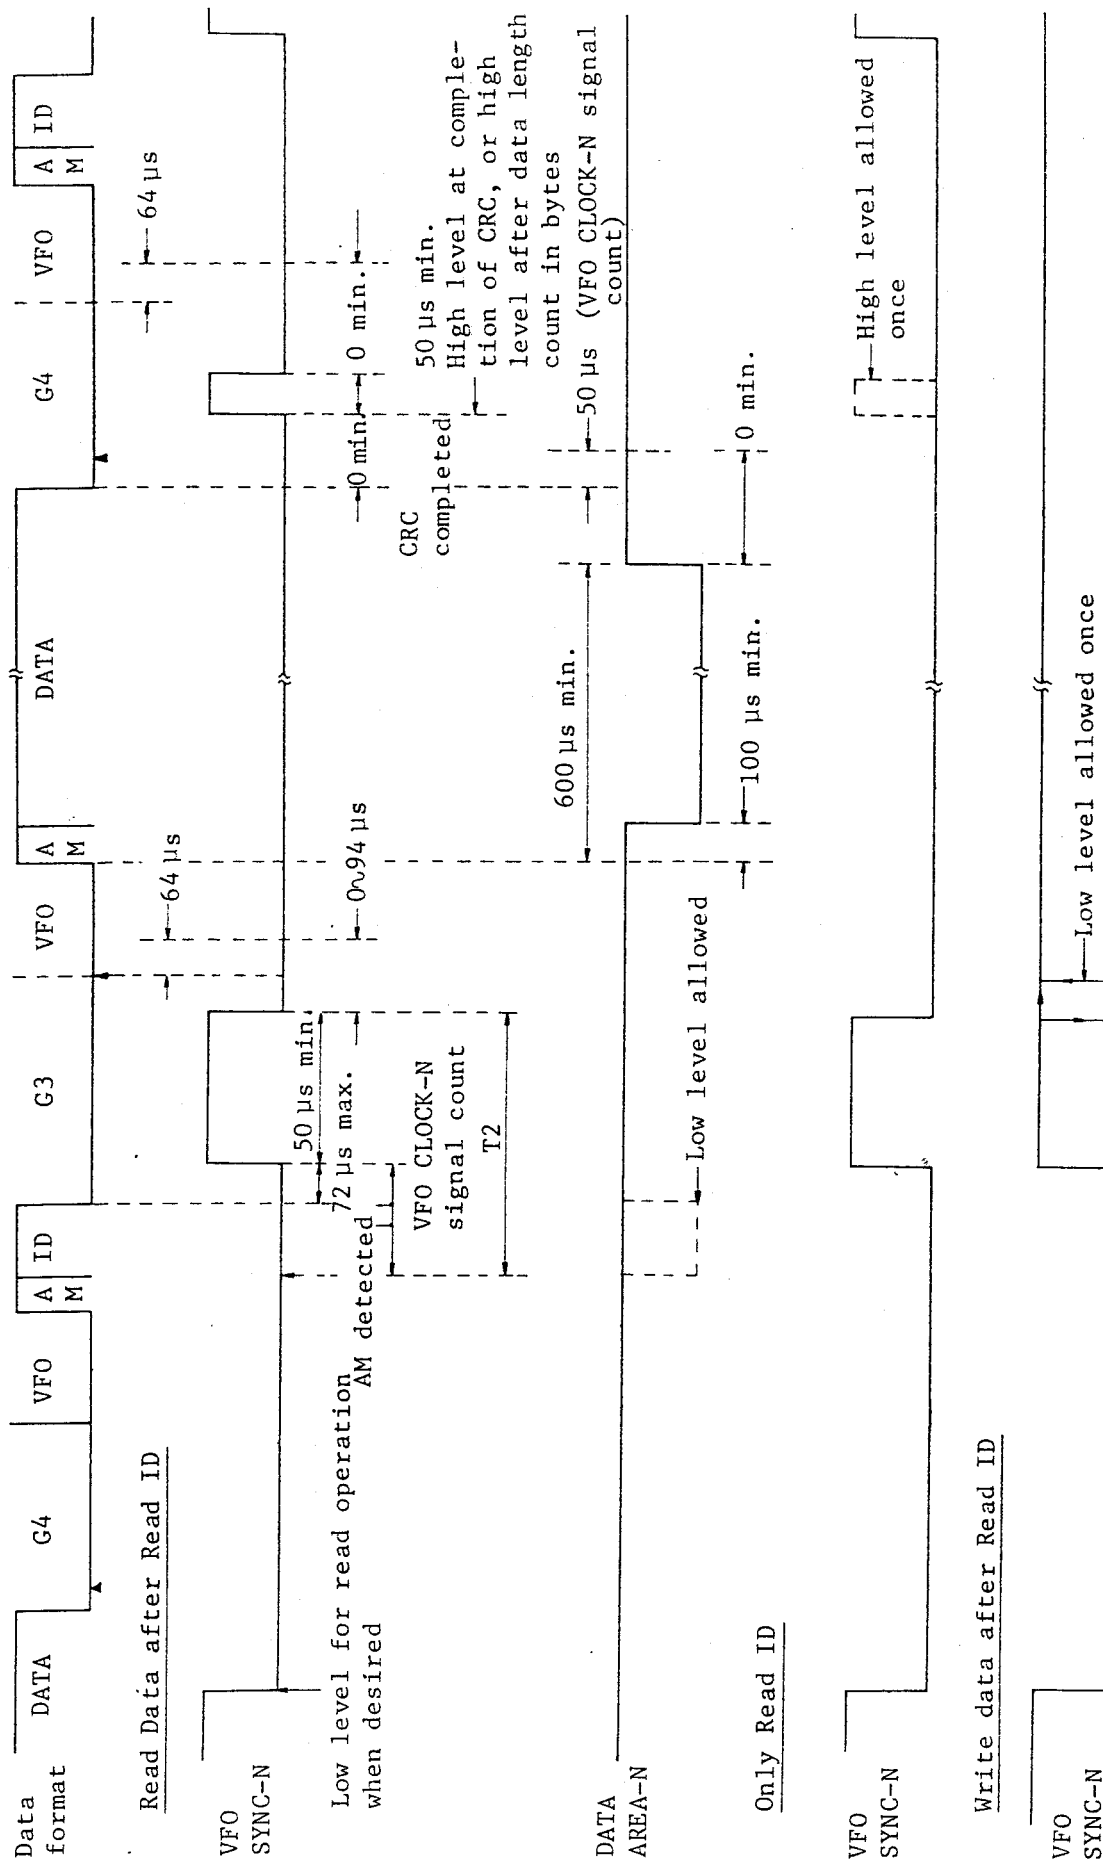 Data
format
DATA
G4
VFO
A
M
ID
G3
VFO
A
M
DATA
G4
VFO
A
M
ID
Read Data after Read ID
64 μs
64 μs
VFO
SYNC-N
Low level for read operation
when desired
AM detected
72 μs max.
50 μs min.
0~94 μs
VFO CLOCK-N
signal count
T2
0 min.
0 min.
CRC
completed
50 μs min.
High level at comple-
tion of CRC, or high
level after data length
count in bytes
DATA
AREA-N
Low level allowed
600 μs min.
50 μs (VFO CLOCK-N signal
count)
100 μs min.
0 min.
Only Read ID
VFO
SYNC-N
High level allowed
once
Write data after Read ID
VFO
SYNC-N
Low level allowed once